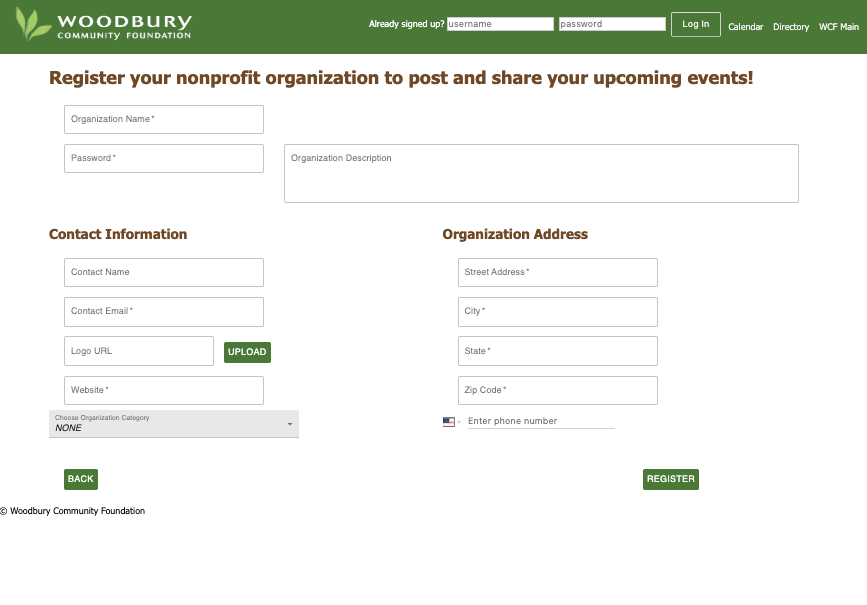 WOODBURY
COMMUNITY FOUNDATION
Already signed up? username password Log In Calendar Directory WCF Main
Register your nonprofit organization to post and share your upcoming events!
Organization Name*
Password*
Organization Description
Contact Information
Contact Name
Contact Email*
Logo URL
UPLOAD
Website*
Choose Organization Category
NONE
Organization Address
Street Address*
City*
State*
Zip Code*
Enter phone number
BACK
REGISTER
© Woodbury Community Foundation